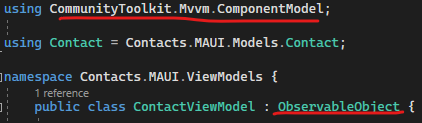 using CommunityToolkit.Mvvm.ComponentModel;
using Contact = Contacts.MAUI.Models.Contact;
namespace Contacts.MAUI.ViewModels {
1 reference
public class ContactViewModel : ObservableObject {